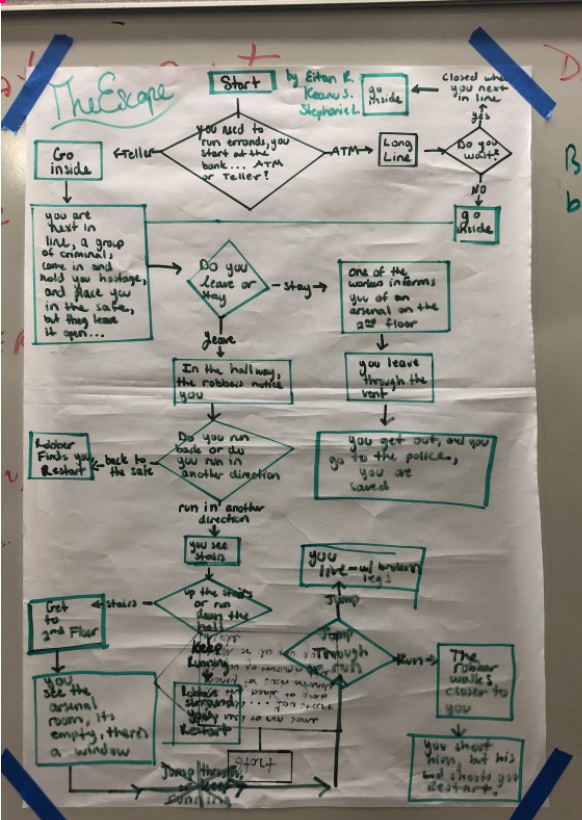 The Escape
Start
by Eitan R.
Keanu S.
Stephanie L.
go
inside
Closed when
you next
in line
yes
you need to
run errands, you
start at the
bank... ATM
or Teller?
Teller
Go
inside
ATM
Long
Line
Do you
wait?
NO
go
inside
you are
next in
line, a group
of criminals
come in and
hold you hostage,
and place you
in the safe,
but they leave
it open...
Do you
leave or
stay
stay
one of the
workers informs
you of an
arsenal on the
2nd floor
leave
In the hallway,
the robbers notice
you
you leave
through the
vent
you get out, and you
go to the police,
you are
saved
Do you run
back or do
you run in
another direction
back to
the safe
Robber
Finds you
Restart
run in another
direction
you see
stairs
up the stairs
or run
down the
hall
stairs
Get
to
2nd Floor
you
see the
arsenal
room, its
empty, there's
a window
Keep
Running
Robbers
surround
you
Restart
Jump through
or keep
running
Jump
Through
or run
Jump
you
live - w/ broken
legs
Run
The
robber
walks
closer to
you
you shoot
him, but his
shoots you
Restart.